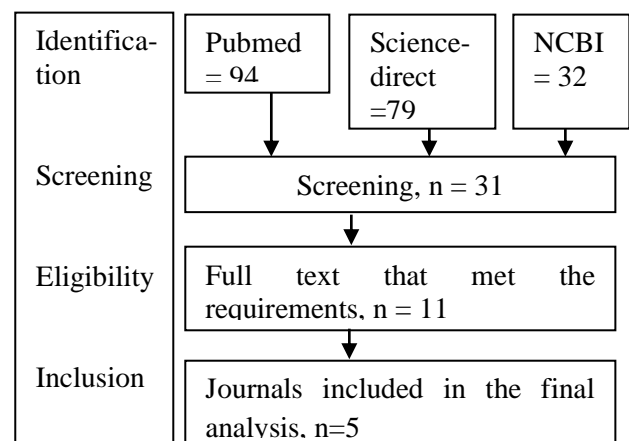 Identifica-
tion
Pubmed
= 94
Science-
direct
=79
NCBI
= 32
Screening
Screening, n = 31
Eligibility
Full text that met the
requirements, n = 11
Inclusion
Journals included in the final
analysis, n=5